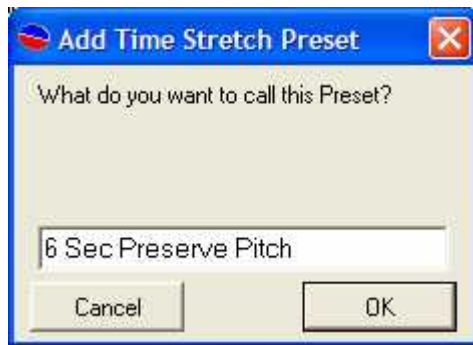 Add Time Stretch Preset
What do you want to call this Preset?
6 Sec Preserve Pitch
Cancel
OK